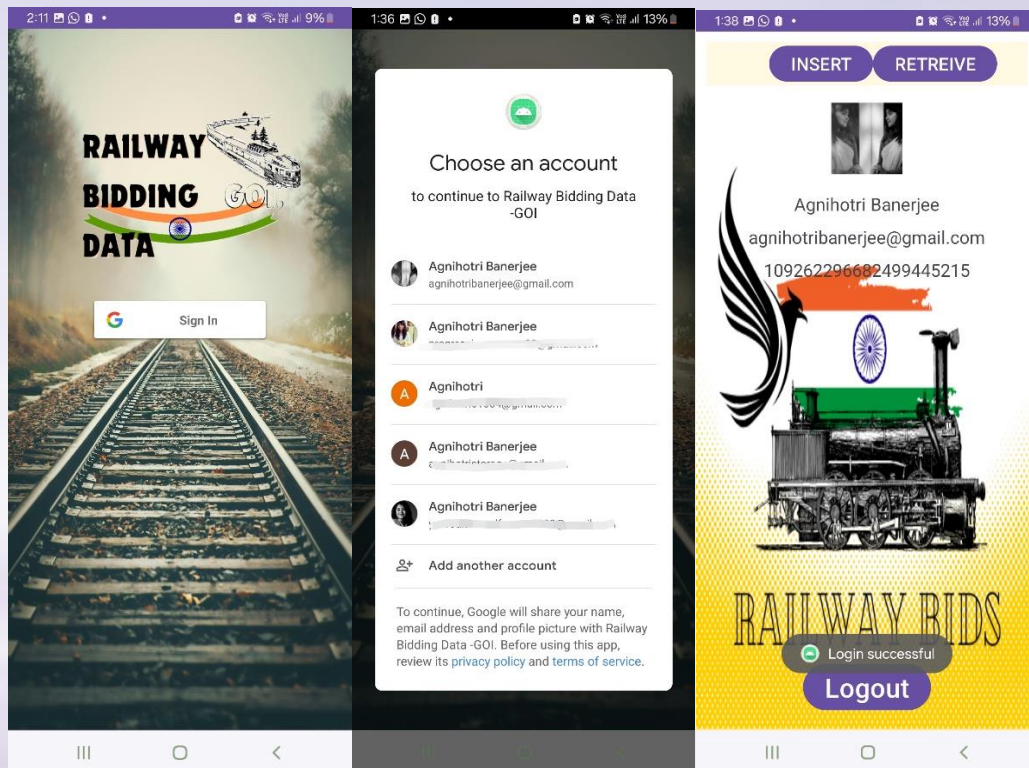 2:11
9%
RAILWAY
BIDDING GOI
DATA
Sign In
1:36
13%
Choose an account
to continue to Railway Bidding Data
-GOI
Agnihotri Banerjee
agnihotribanerjee@gmail.com
Agnihotri Banerjee
Agnihotri
A
Agnihotri Banerjee
A
Agnihotri Banerjee
Add another account
To continue, Google will share your name,
email address and profile picture with Railway
Bidding Data -GOI. Before using this app,
review its privacy policy and terms of service.
1:38
13%
INSERT RETREIVE
Agnihotri Banerjee
agnihotribanerjee@gmail.com
109262296682499445215
RAILWAY BIDS
Login successful
Logout